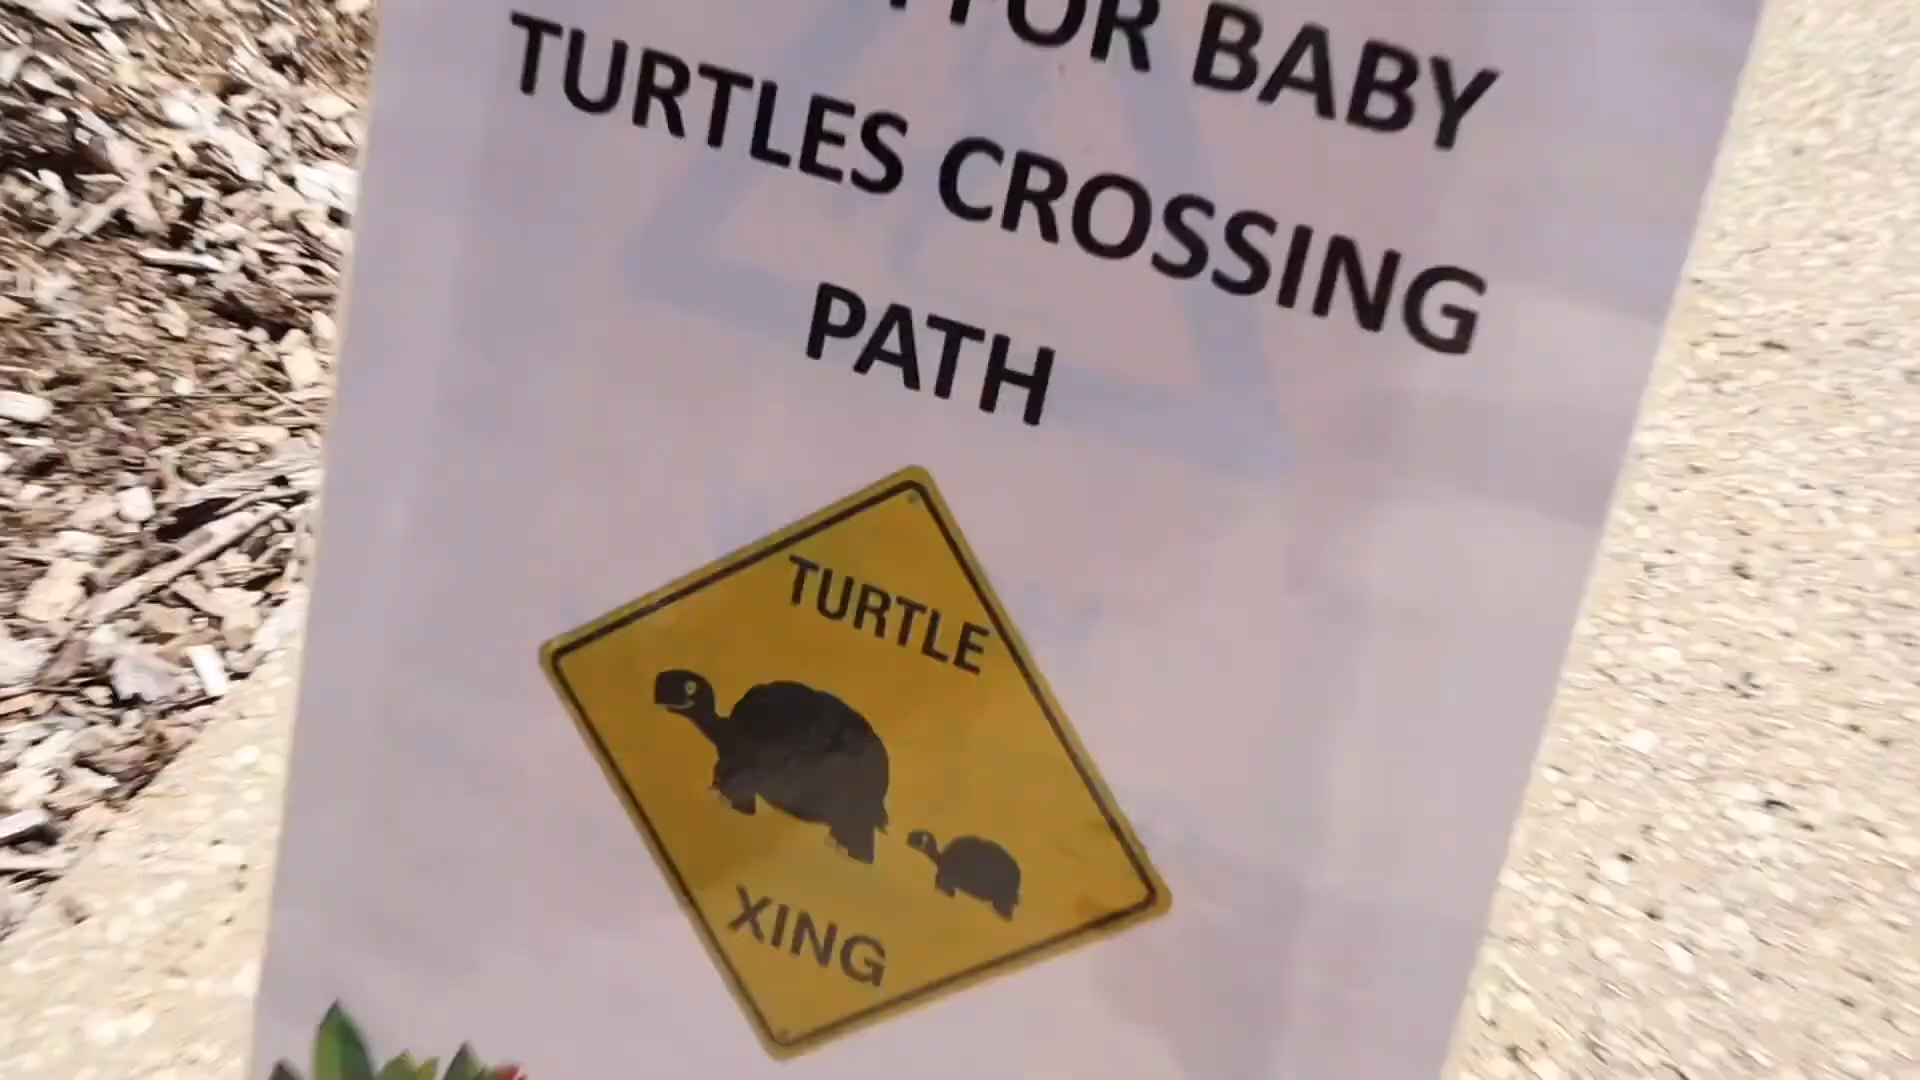 FOR BABY
TURTLES CROSSING
PATH
TURTLE
XING